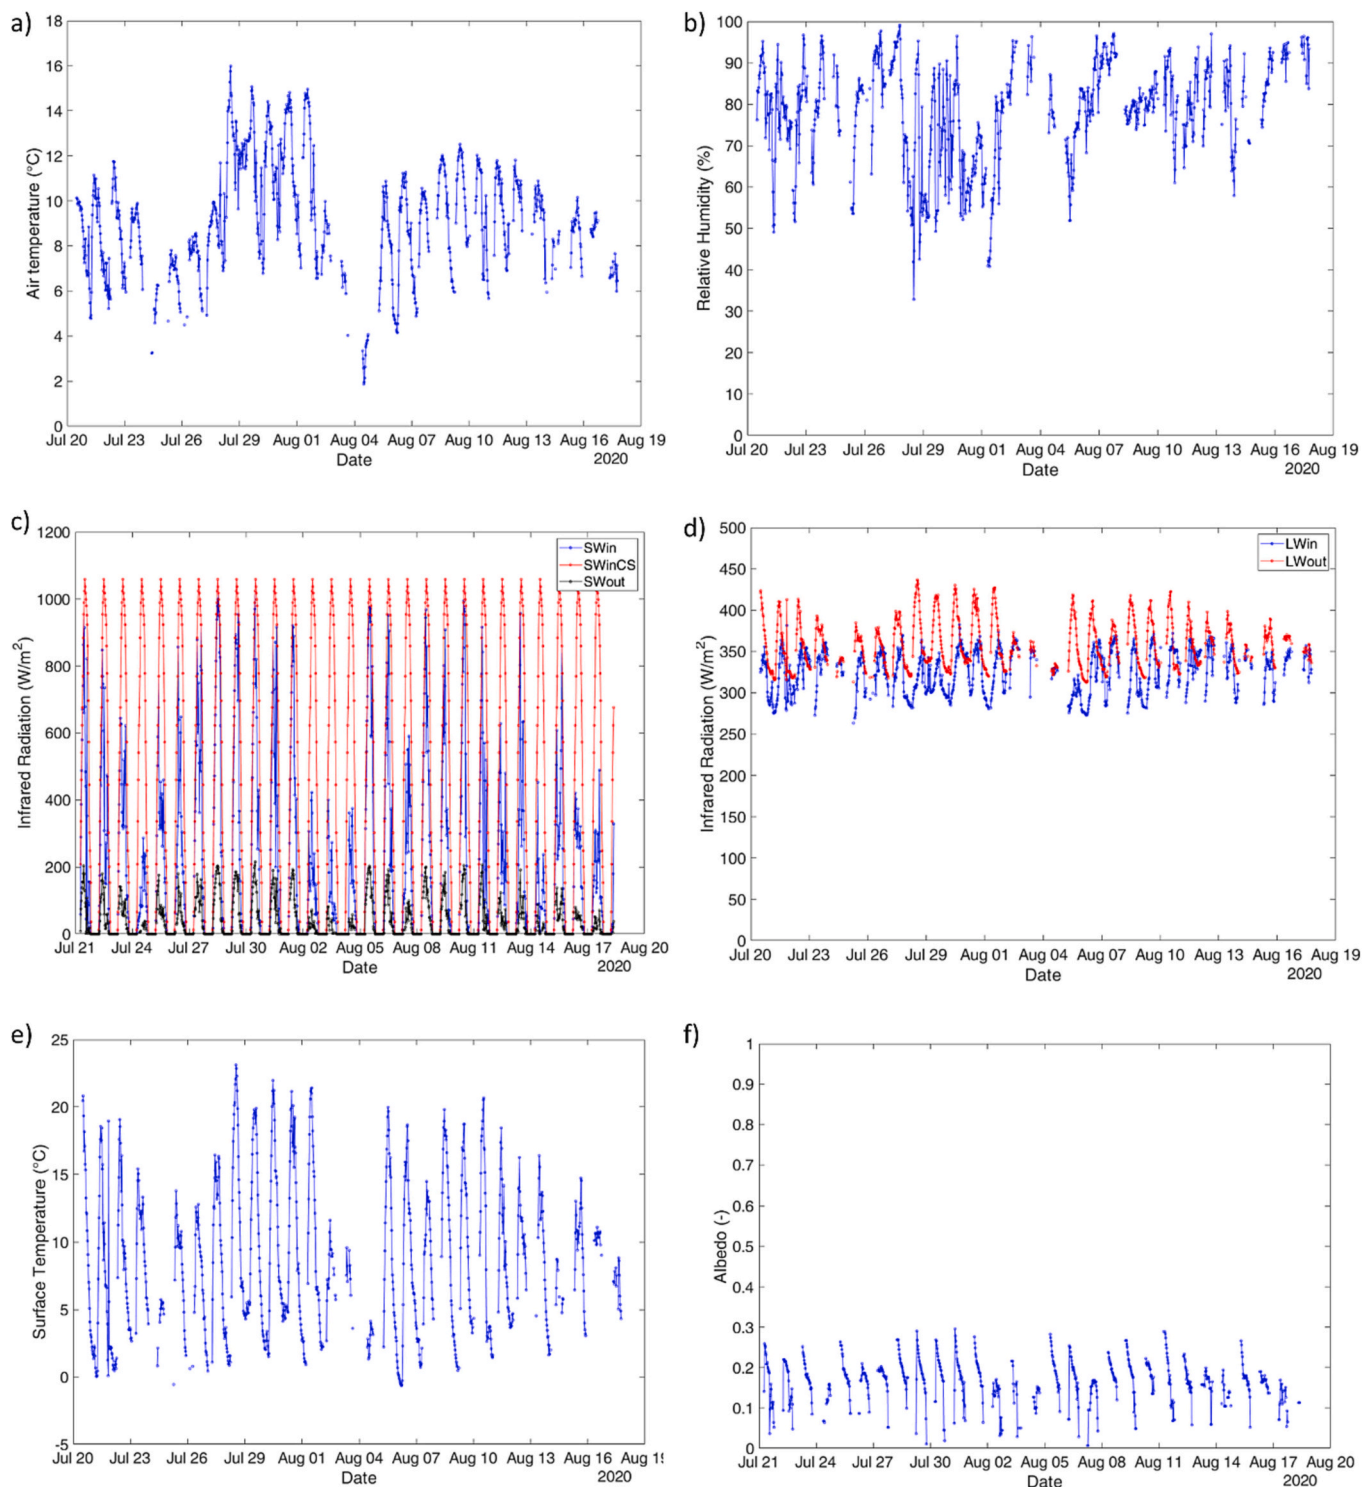 a)
18
16
14
12
10
8
6
4
2
0
Air temperature (°C)
Jul 20 Jul 23 Jul 26 Jul 29 Aug 01 Aug 04 Aug 07 Aug 10 Aug 13 Aug 16 Aug 19
Date
2020
b)
100
90
80
70
60
50
40
30
20
10
0
Relative Humidity (%)
Jul 20 Jul 23 Jul 26 Jul 29 Aug 01 Aug 04 Aug 07 Aug 10 Aug 13 Aug 16 Aug 19
Date
2020
c)
1200
1000
800
600
400
200
0
Infrared Radiation (W/m²)
SWin
SWinCS
SWout
Jul 21 Jul 24 Jul 27 Jul 30 Aug 02 Aug 05 Aug 08 Aug 11 Aug 14 Aug 17 Aug 20
Date
2020
d)
500
450
400
350
300
250
200
150
100
50
0
Infrared Radiation (W/m²)
LWin
LWout
Jul 20 Jul 23 Jul 26 Jul 29 Aug 01 Aug 04 Aug 07 Aug 10 Aug 13 Aug 16 Aug 19
Date
2020
e)
25
20
15
10
5
0
-5
Surface Temperature (°C)
Jul 20 Jul 23 Jul 26 Jul 29 Aug 01 Aug 04 Aug 07 Aug 10 Aug 13 Aug 16 Aug 19
Date
f)
1
0.9
0.8
0.7
0.6
0.5
0.4
0.3
0.2
0.1
0
Albedo (-)
Jul 21 Jul 24 Jul 27 Jul 30 Aug 02 Aug 05 Aug 08 Aug 11 Aug 14 Aug 17 Aug 20
Date
2020